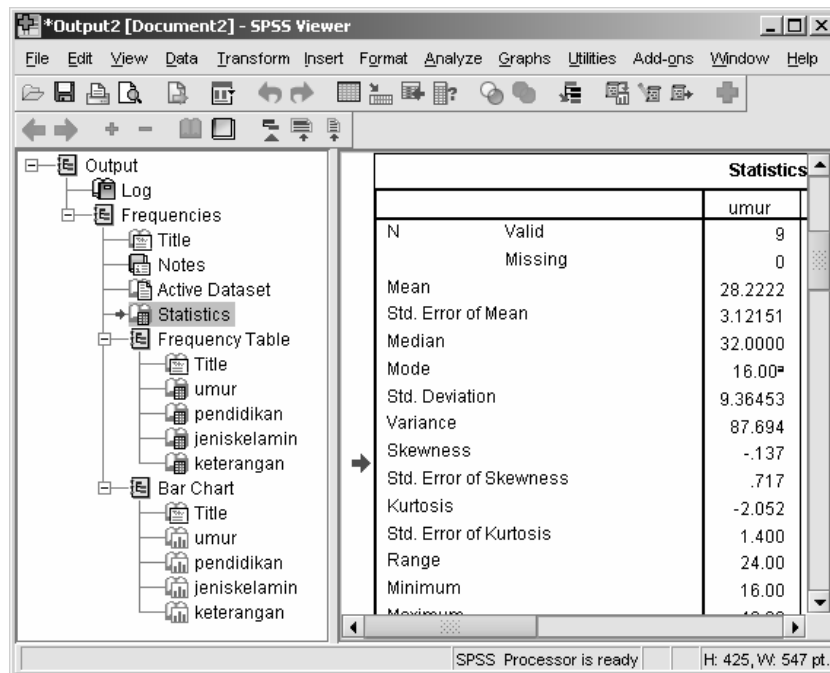 *Output2 [Document2] - SPSS Viewer
File Edit View Data Transform Insert Format Analyze Graphs Utilities Add-ons Window Help
Output
Log
Frequencies
Title
Notes
Active Dataset
Statistics
Frequency Table
Title
umur
pendidikan
jeniskelamin
keterangan
Bar Chart
Title
umur
pendidikan
jeniskelamin
keterangan
Statistics
umur
N Valid 9
Missing 0
Mean 28.2222
Std. Error of Mean 3.12151
Median 32.0000
Mode 16.00a
Std. Deviation 9.36453
Variance 87.694
Skewness -.137
Std. Error of Skewness .717
Kurtosis -2.052
Std. Error of Kurtosis 1.400
Range 24.00
Minimum 16.00
SPSS Processor is ready H: 425, W: 547 pt.